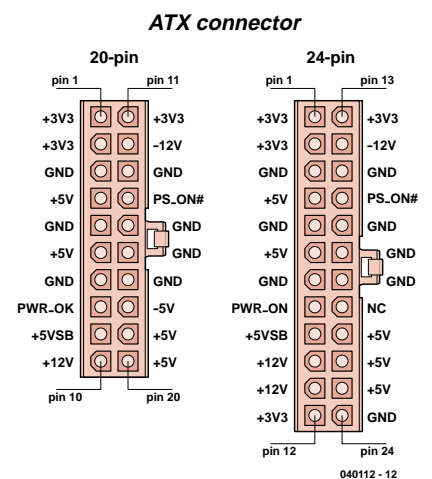 ATX connector
20-pin 24-pin
pin 1 pin 11 pin 1 pin 13
+3V3 +3V3 +3V3 +3V3
+3V3 -12V +3V3 -12V
GND GND GND GND
+5V PS_ON# +5V PS_ON#
GND GND GND GND
+5V GND +5V GND
GND GND GND GND
PWR_OK -5V PWR_ON NC
+5VSB +5V +5VSB +5V
+12V +5V +12V +5V
+12V +5V
pin 10 pin 20
+3V3 GND
pin 12 pin 24
040112 - 12